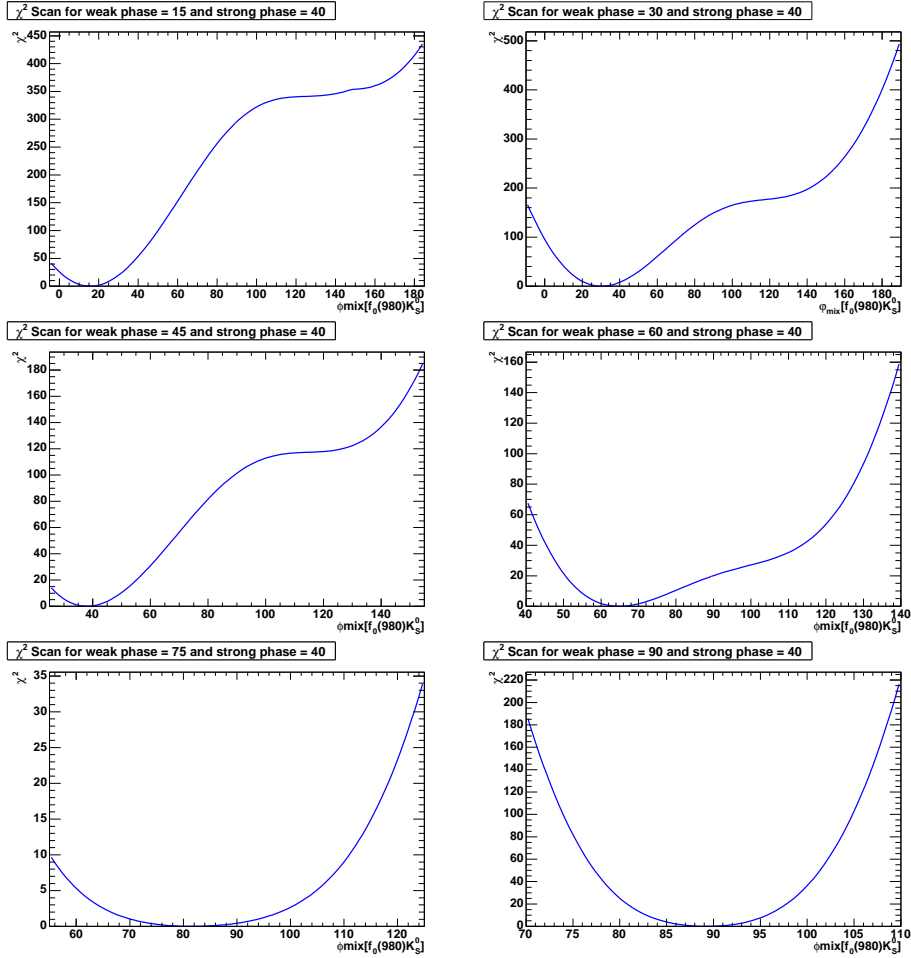 χ² Scan for weak phase = 15 and strong phase = 40
χ²
450
400
350
300
250
200
150
100
50
0
0 20 40 60 80 100 120 140 160 180
ϕmix[f₀(980)K⁰S]
χ² Scan for weak phase = 30 and strong phase = 40
χ²
500
400
300
200
100
0
0 20 40 60 80 100 120 140 160 180
φmix[f₀(980)K⁰S]
χ² Scan for weak phase = 45 and strong phase = 40
χ²
180
160
140
120
100
80
60
40
20
0
40 60 80 100 120 140
ϕmix[f₀(980)K⁰S]
χ² Scan for weak phase = 60 and strong phase = 40
χ²
160
140
120
100
80
60
40
20
0
40 50 60 70 80 90 100 110 120 130 140
ϕmix[f₀(980)K⁰S]
χ² Scan for weak phase = 75 and strong phase = 40
χ²
35
30
25
20
15
10
5
0
60 70 80 90 100 110 120
ϕmix[f₀(980)K⁰S]
χ² Scan for weak phase = 90 and strong phase = 40
χ²
220
200
180
160
140
120
100
80
60
40
20
0
70 75 80 85 90 95 100 105 110
ϕmix[f₀(980)K⁰S]